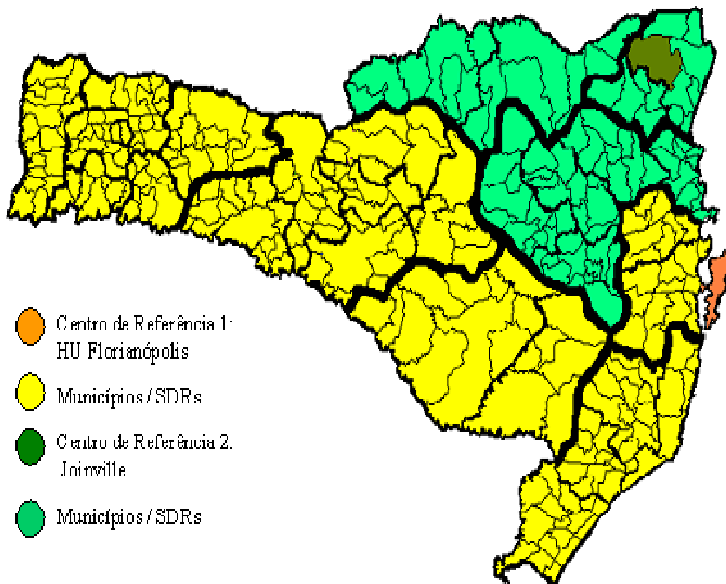 Centro de Referência 1:
HU Florianópolis
Municípios / SDRs
Centro de Referência 2:
Joinville
Municípios / SDRs